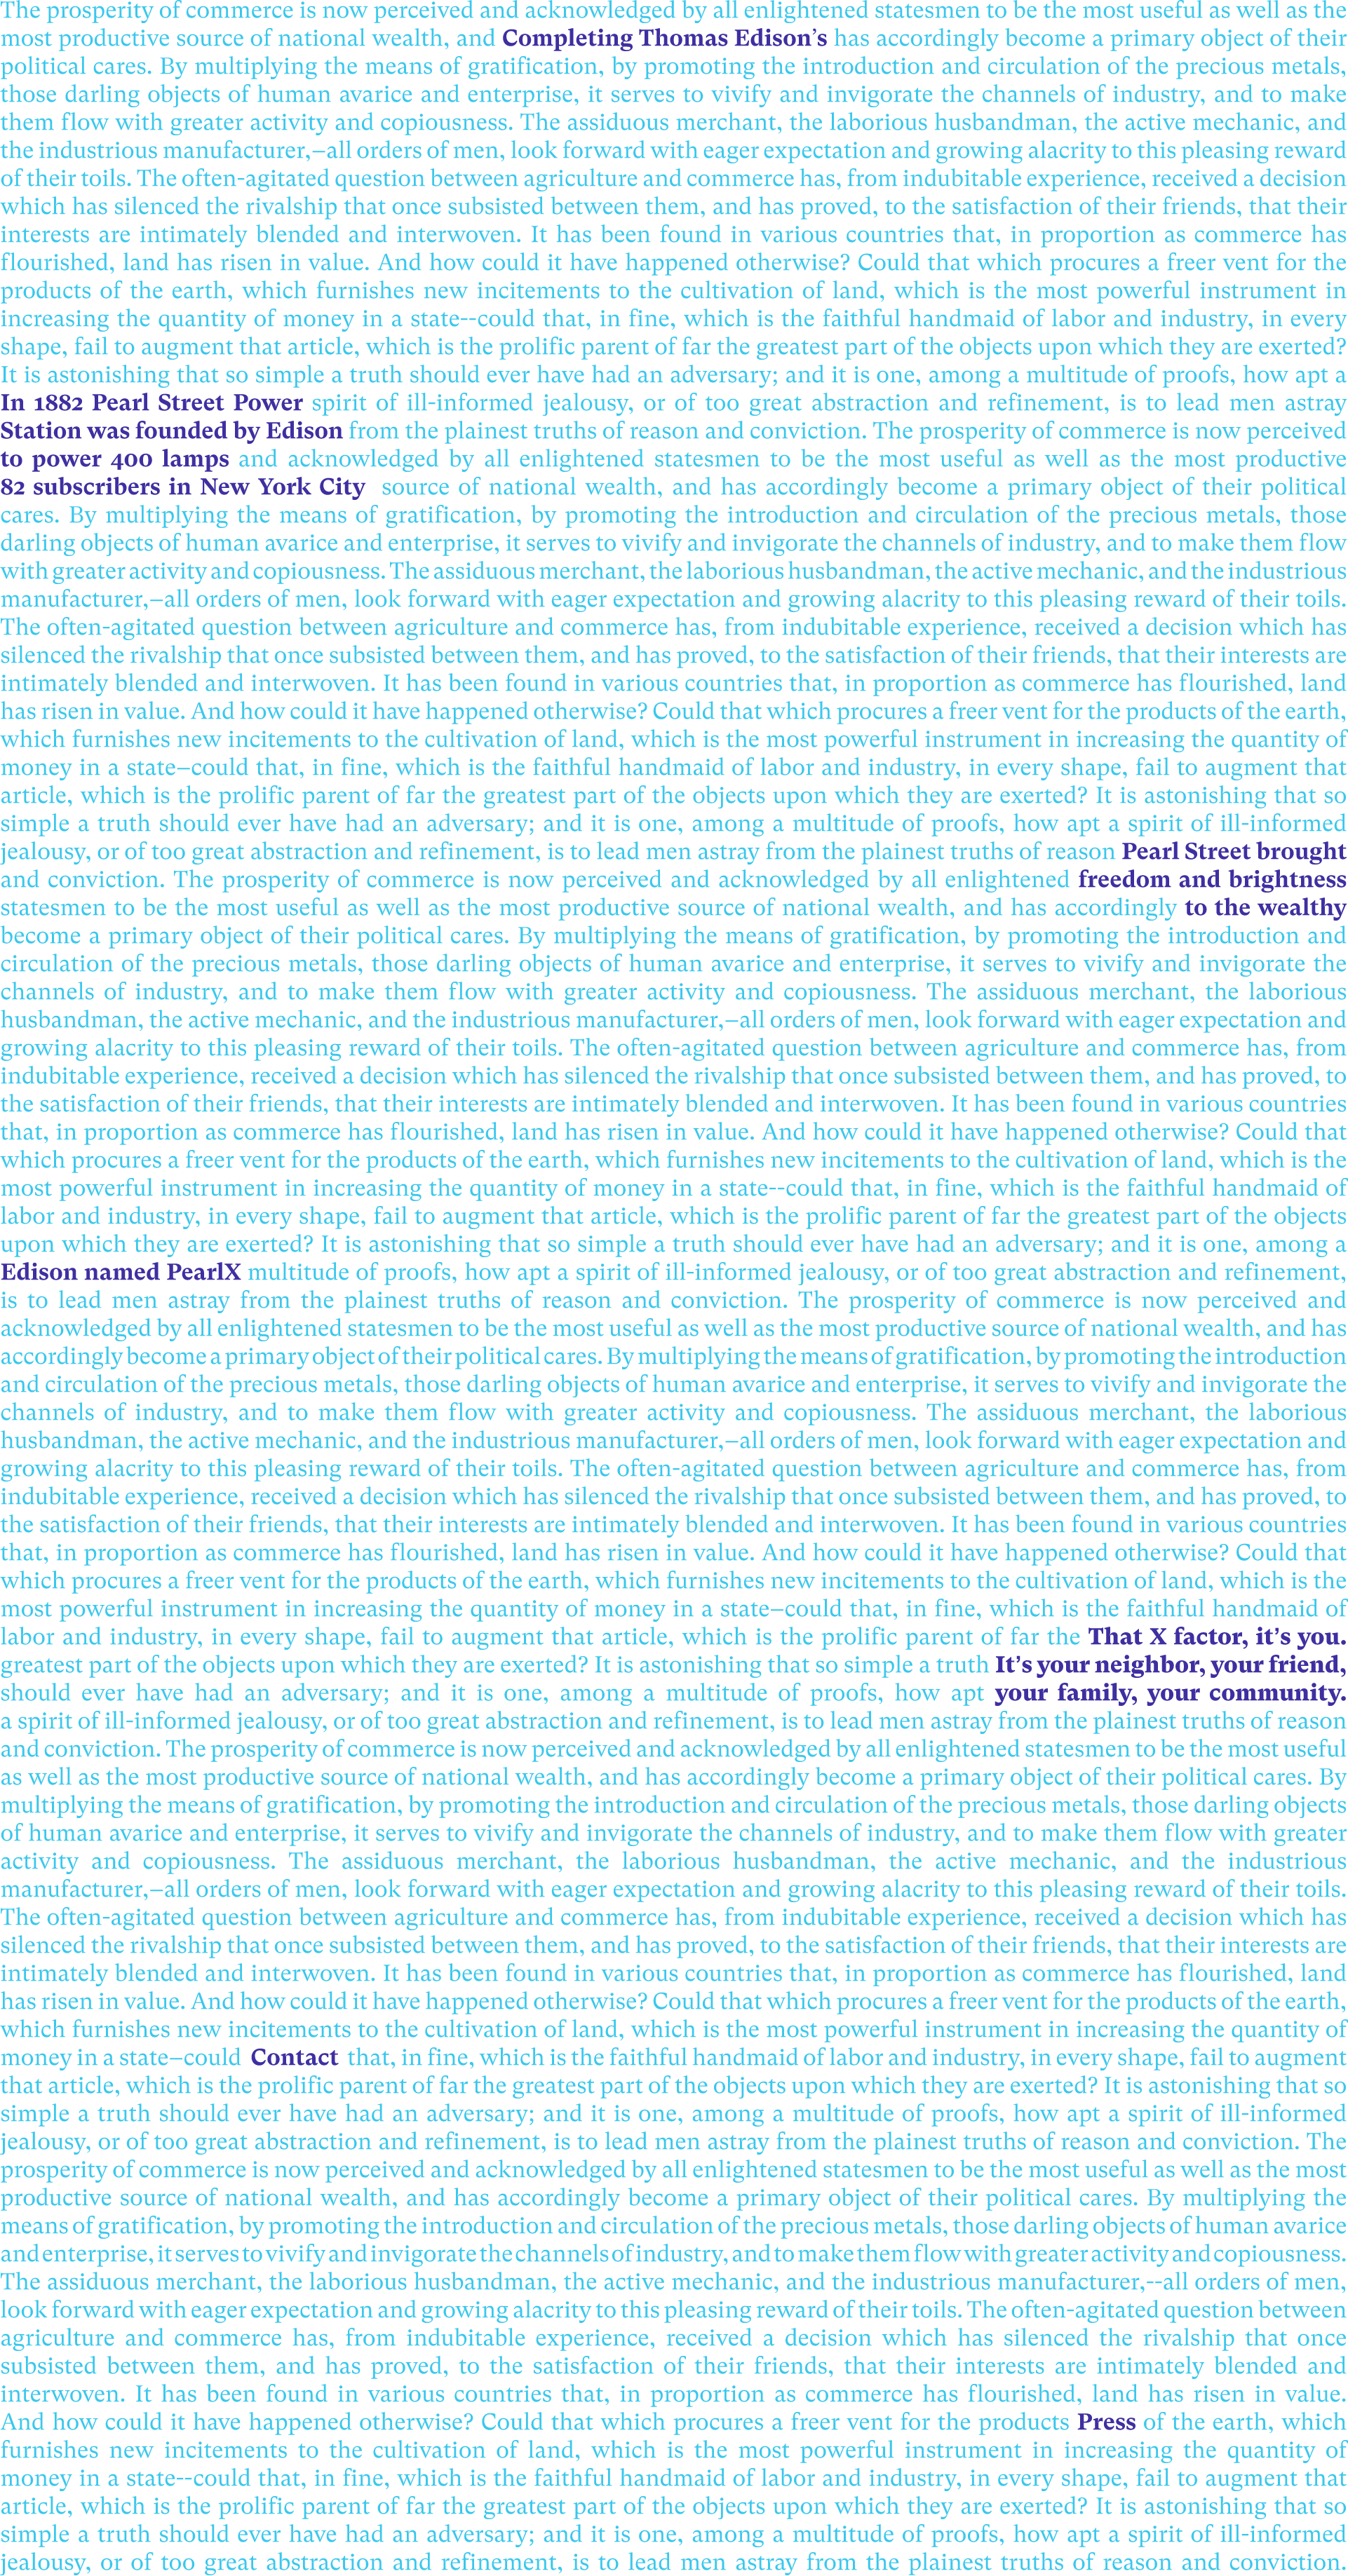 The prosperity of commerce is now perceived and acknowledged by all enlightened statesmen to be the most useful as well as the
most productive source of national wealth, and Completing Thomas Edison’s has accordingly become a primary object of their
political cares. By multiplying the means of gratification, by promoting the introduction and circulation of the precious metals,
those darling objects of human avarice and enterprise, it serves to vivify and invigorate the channels of industry, and to make
them flow with greater activity and copiousness. The assiduous merchant, the laborious husbandman, the active mechanic, and
the industrious manufacturer,–all orders of men, look forward with eager expectation and growing alacrity to this pleasing reward
of their toils. The often-agitated question between agriculture and commerce has, from indubitable experience, received a decision
which has silenced the rivalship that once subsisted between them, and has proved, to the satisfaction of their friends, that their
interests are intimately blended and interwoven. It has been found in various countries that, in proportion as commerce has
flourished, land has risen in value. And how could it have happened otherwise? Could that which procures a freer vent for the
products of the earth, which furnishes new incitements to the cultivation of land, which is the most powerful instrument in
increasing the quantity of money in a state--could that, in fine, which is the faithful handmaid of labor and industry, in every
shape, fail to augment that article, which is the prolific parent of far the greatest part of the objects upon which they are exerted?
It is astonishing that so simple a truth should ever have had an adversary; and it is one, among a multitude of proofs, how apt a
In 1882 Pearl Street Power spirit of ill-informed jealousy, or of too great abstraction and refinement, is to lead men astray
Station was founded by Edison from the plainest truths of reason and conviction. The prosperity of commerce is now perceived
to power 400 lamps and acknowledged by all enlightened statesmen to be the most useful as well as the most productive
82 subscribers in New York City source of national wealth, and has accordingly become a primary object of their political
cares. By multiplying the means of gratification, by promoting the introduction and circulation of the precious metals, those
darling objects of human avarice and enterprise, it serves to vivify and invigorate the channels of industry, and to make them flow
with greater activity and copiousness. The assiduous merchant, the laborious husbandman, the active mechanic, and the industrious
manufacturer,–all orders of men, look forward with eager expectation and growing alacrity to this pleasing reward of their toils.
The often-agitated question between agriculture and commerce has, from indubitable experience, received a decision which has
silenced the rivalship that once subsisted between them, and has proved, to the satisfaction of their friends, that their interests are
intimately blended and interwoven. It has been found in various countries that, in proportion as commerce has flourished, land
has risen in value. And how could it have happened otherwise? Could that which procures a freer vent for the products of the earth,
which furnishes new incitements to the cultivation of land, which is the most powerful instrument in increasing the quantity of
money in a state–could that, in fine, which is the faithful handmaid of labor and industry, in every shape, fail to augment that
article, which is the prolific parent of far the greatest part of the objects upon which they are exerted? It is astonishing that so
simple a truth should ever have had an adversary; and it is one, among a multitude of proofs, how apt a spirit of ill-informed
jealousy, or of too great abstraction and refinement, is to lead men astray from the plainest truths of reason Pearl Street brought
and conviction. The prosperity of commerce is now perceived and acknowledged by all enlightened freedom and brightness
statesmen to be the most useful as well as the most productive source of national wealth, and has accordingly to the wealthy
become a primary object of their political cares. By multiplying the means of gratification, by promoting the introduction and
circulation of the precious metals, those darling objects of human avarice and enterprise, it serves to vivify and invigorate the
channels of industry, and to make them flow with greater activity and copiousness. The assiduous merchant, the laborious
husbandman, the active mechanic, and the industrious manufacturer,–all orders of men, look forward with eager expectation and
growing alacrity to this pleasing reward of their toils. The often-agitated question between agriculture and commerce has, from
indubitable experience, received a decision which has silenced the rivalship that once subsisted between them, and has proved, to
the satisfaction of their friends, that their interests are intimately blended and interwoven. It has been found in various countries
that, in proportion as commerce has flourished, land has risen in value. And how could it have happened otherwise? Could that
which procures a freer vent for the products of the earth, which furnishes new incitements to the cultivation of land, which is the
most powerful instrument in increasing the quantity of money in a state--could that, in fine, which is the faithful handmaid of
labor and industry, in every shape, fail to augment that article, which is the prolific parent of far the greatest part of the objects
upon which they are exerted? It is astonishing that so simple a truth should ever have had an adversary; and it is one, among a
Edison named PearlX multitude of proofs, how apt a spirit of ill-informed jealousy, or of too great abstraction and refinement,
is to lead men astray from the plainest truths of reason and conviction. The prosperity of commerce is now perceived and
acknowledged by all enlightened statesmen to be the most useful as well as the most productive source of national wealth, and has
accordingly become a primary object of their political cares. By multiplying the means of gratification, by promoting the introduction
and circulation of the precious metals, those darling objects of human avarice and enterprise, it serves to vivify and invigorate the
channels of industry, and to make them flow with greater activity and copiousness. The assiduous merchant, the laborious
husbandman, the active mechanic, and the industrious manufacturer,–all orders of men, look forward with eager expectation and
growing alacrity to this pleasing reward of their toils. The often-agitated question between agriculture and commerce has, from
indubitable experience, received a decision which has silenced the rivalship that once subsisted between them, and has proved, to
the satisfaction of their friends, that their interests are intimately blended and interwoven. It has been found in various countries
that, in proportion as commerce has flourished, land has risen in value. And how could it have happened otherwise? Could that
which procures a freer vent for the products of the earth, which furnishes new incitements to the cultivation of land, which is the
most powerful instrument in increasing the quantity of money in a state–could that, in fine, which is the faithful handmaid of
labor and industry, in every shape, fail to augment that article, which is the prolific parent of far the That X factor, it’s you.
greatest part of the objects upon which they are exerted? It is astonishing that so simple a truth It’s your neighbor, your friend,
should ever have had an adversary; and it is one, among a multitude of proofs, how apt your family, your community.
a spirit of ill-informed jealousy, or of too great abstraction and refinement, is to lead men astray from the plainest truths of reason
and conviction. The prosperity of commerce is now perceived and acknowledged by all enlightened statesmen to be the most useful
as well as the most productive source of national wealth, and has accordingly become a primary object of their political cares. By
multiplying the means of gratification, by promoting the introduction and circulation of the precious metals, those darling objects
of human avarice and enterprise, it serves to vivify and invigorate the channels of industry, and to make them flow with greater
activity and copiousness. The assiduous merchant, the laborious husbandman, the active mechanic, and the industrious
manufacturer,–all orders of men, look forward with eager expectation and growing alacrity to this pleasing reward of their toils.
The often-agitated question between agriculture and commerce has, from indubitable experience, received a decision which has
silenced the rivalship that once subsisted between them, and has proved, to the satisfaction of their friends, that their interests are
intimately blended and interwoven. It has been found in various countries that, in proportion as commerce has flourished, land
has risen in value. And how could it have happened otherwise? Could that which procures a freer vent for the products of the earth,
which furnishes new incitements to the cultivation of land, which is the most powerful instrument in increasing the quantity of
money in a state–could Contact that, in fine, which is the faithful handmaid of labor and industry, in every shape, fail to augment
that article, which is the prolific parent of far the greatest part of the objects upon which they are exerted? It is astonishing that so
simple a truth should ever have had an adversary; and it is one, among a multitude of proofs, how apt a spirit of ill-informed
jealousy, or of too great abstraction and refinement, is to lead men astray from the plainest truths of reason and conviction. The
prosperity of commerce is now perceived and acknowledged by all enlightened statesmen to be the most useful as well as the most
productive source of national wealth, and has accordingly become a primary object of their political cares. By multiplying the
means of gratification, by promoting the introduction and circulation of the precious metals, those darling objects of human avarice
and enterprise, it serves to vivify and invigorate the channels of industry, and to make them flow with greater activity and copiousness.
The assiduous merchant, the laborious husbandman, the active mechanic, and the industrious manufacturer,--all orders of men,
look forward with eager expectation and growing alacrity to this pleasing reward of their toils. The often-agitated question between
agriculture and commerce has, from indubitable experience, received a decision which has silenced the rivalship that once
subsisted between them, and has proved, to the satisfaction of their friends, that their interests are intimately blended and
interwoven. It has been found in various countries that, in proportion as commerce has flourished, land has risen in value.
And how could it have happened otherwise? Could that which procures a freer vent for the products Press of the earth, which
furnishes new incitements to the cultivation of land, which is the most powerful instrument in increasing the quantity of
money in a state--could that, in fine, which is the faithful handmaid of labor and industry, in every shape, fail to augment that
article, which is the prolific parent of far the greatest part of the objects upon which they are exerted? It is astonishing that so
simple a truth should ever have had an adversary; and it is one, among a multitude of proofs, how apt a spirit of ill-informed
jealousy, or of too great abstraction and refinement, is to lead men astray from the plainest truths of reason and conviction.